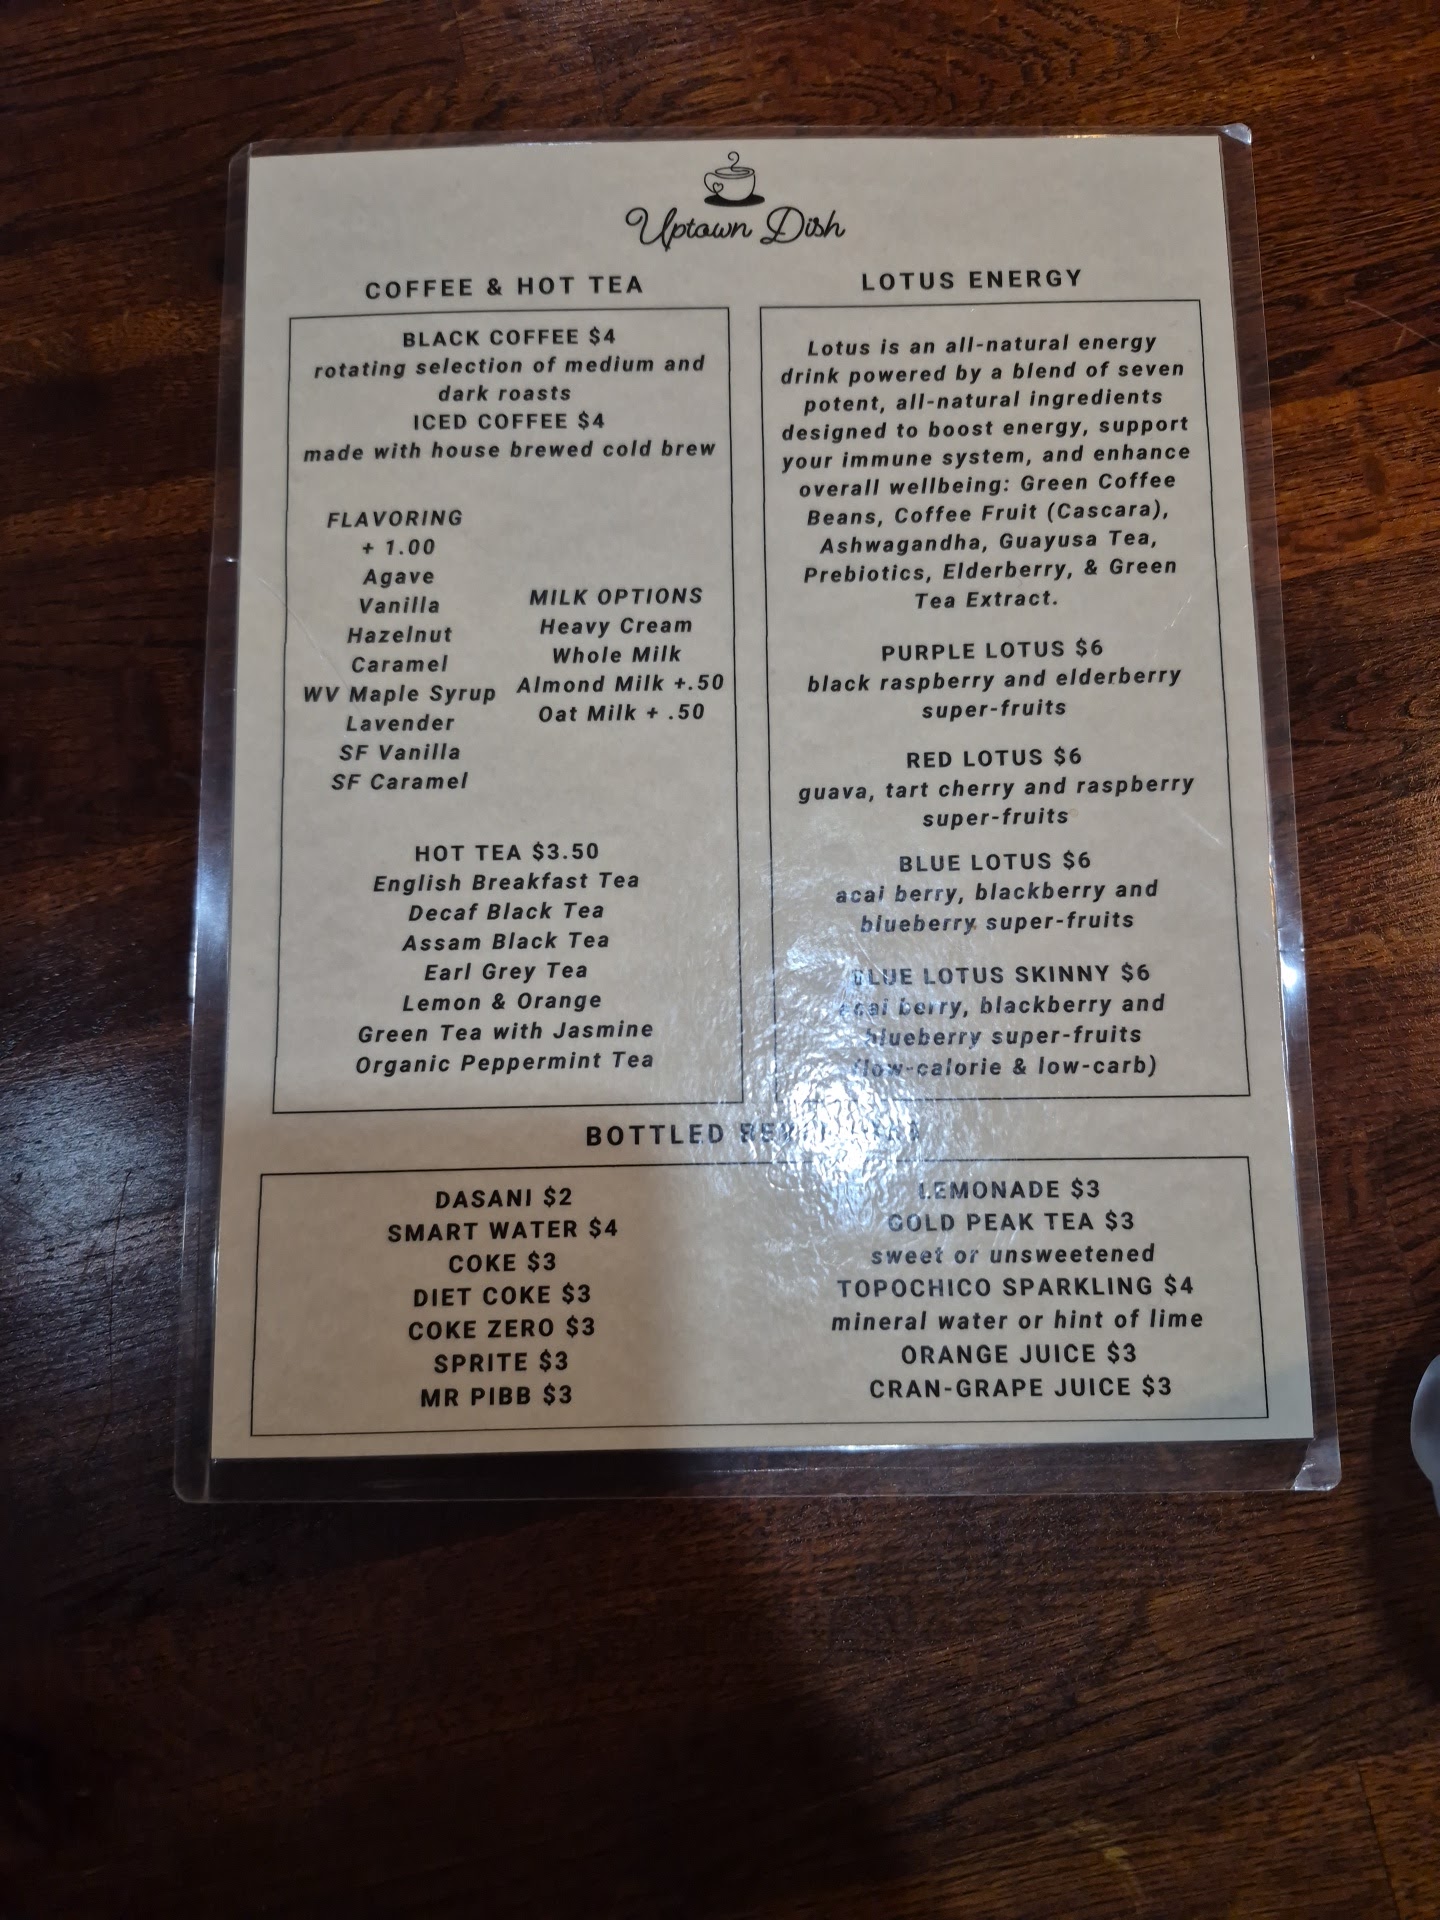 Uptown Dish
COFFEE & HOT TEA
BLACK COFFEE $4
rotating selection of medium and
dark roasts
ICED COFFEE $4
made with house brewed cold brew
FLAVORING
+ 1.00
Agave
Vanilla
Hazelnut
Caramel
WV Maple Syrup
Lavender
SF Vanilla
SF Caramel
MILK OPTIONS
Heavy Cream
Whole Milk
Almond Milk +.50
Oat Milk + .50
HOT TEA $3.50
English Breakfast Tea
Decaf Black Tea
Assam Black Tea
Earl Grey Tea
Lemon & Orange
Green Tea with Jasmine
Organic Peppermint Tea
LOTUS ENERGY
Lotus is an all-natural energy
drink powered by a blend of seven
potent, all-natural ingredients
designed to boost energy, support
your immune system, and enhance
overall wellbeing: Green Coffee
Beans, Coffee Fruit (Cascara),
Ashwagandha, Guayusa Tea,
Prebiotics, Elderberry, & Green
Tea Extract.
PURPLE LOTUS $6
black raspberry and elderberry
super-fruits
RED LOTUS $6
guava, tart cherry and raspberry
super-fruits
BLUE LOTUS $6
acai berry, blackberry and
blueberry super-fruits
BLUE LOTUS SKINNY $6
acai berry, blackberry and
blueberry super-fruits
(low-calorie & low-carb)
BOTTLED
DASANI $2
SMART WATER $4
COKE $3
DIET COKE $3
COKE ZERO $3
SPRITE $3
MR PIBB $3
LEMONADE $3
GOLD PEAK TEA $3
sweet or unsweetened
TOPOCHICO SPARKLING $4
mineral water or hint of lime
ORANGE JUICE $3
CRAN-GRAPE JUICE $3